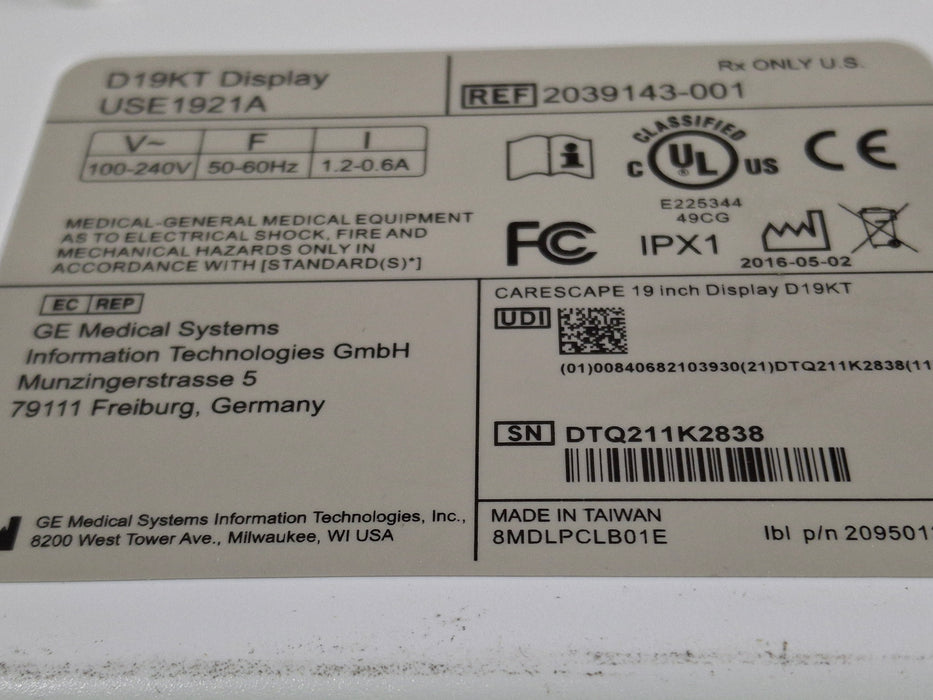 D19KT Display
USE1921A
Rx ONLY U.S.
REF 2039143-001
V~ F I
100-240V 50-60Hz 1.2-0.6A
CLASSIFIED
C UL® US
CE
E225344
49CG
MEDICAL-GENERAL MEDICAL EQUIPMENT
AS TO ELECTRICAL SHOCK, FIRE AND
MECHANICAL HAZARDS ONLY IN
ACCORDANCE WITH [STANDARD(S)*]
FC IPX1
2016-05-02
EC REP
GE Medical Systems
Information Technologies GmbH
Munzingerstrasse 5
79111 Freiburg, Germany
CARESCAPE 19 inch Display D19KT
UDI
(01)00840682103930(21)DTQ211K2838(11
SN DTQ211K2838
GE Medical Systems Information Technologies, Inc.,
8200 West Tower Ave., Milwaukee, WI USA
MADE IN TAIWAN
8MDLPCLB01E
lbl p/n 209501